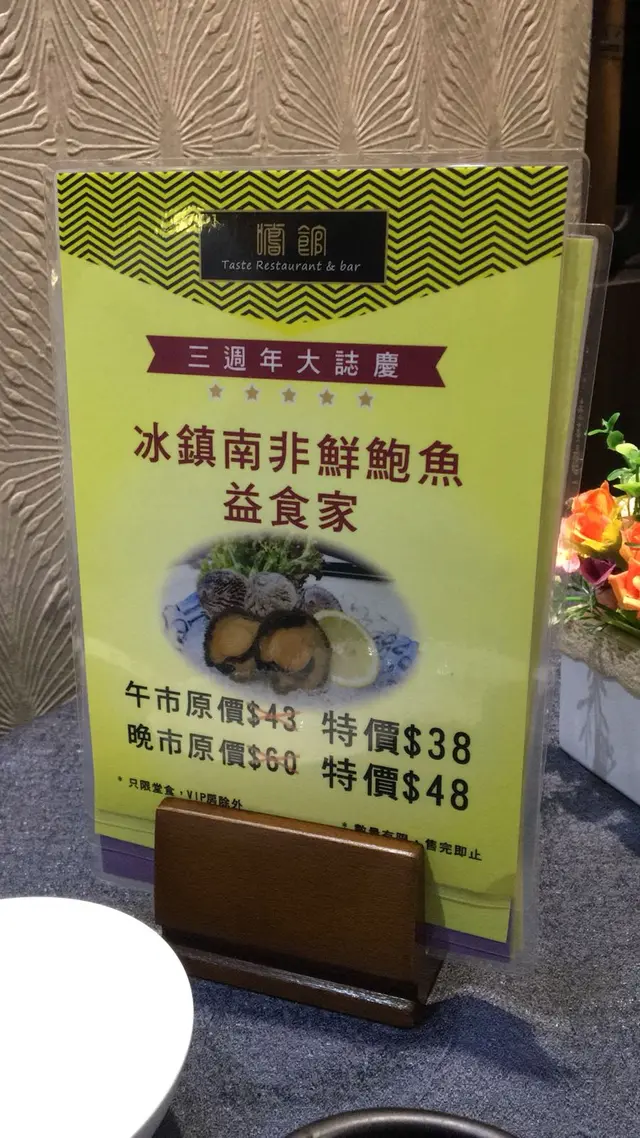 嚐館
Taste Restaurant & bar
三週年大誌慶
冰鎮南非鮮鮑魚
益食家
午市原價$43 特價$38
晚市原價$60 特價$48
* 只限堂食,VIP房除外
* 數量有限,售完即止